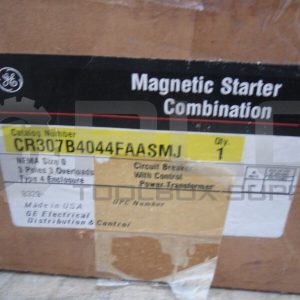 Magnetic Starter
Combination
Catalog Number
Qty.
CR307B4044FAASMJ
1
NEMA Size 0
Circuit Breaker
3 Poles 3 Overloads
With Control
Type 4 Enclosure
Power Transformer
Made in USA
UPC Number
GE Electrical
Distribution & Control